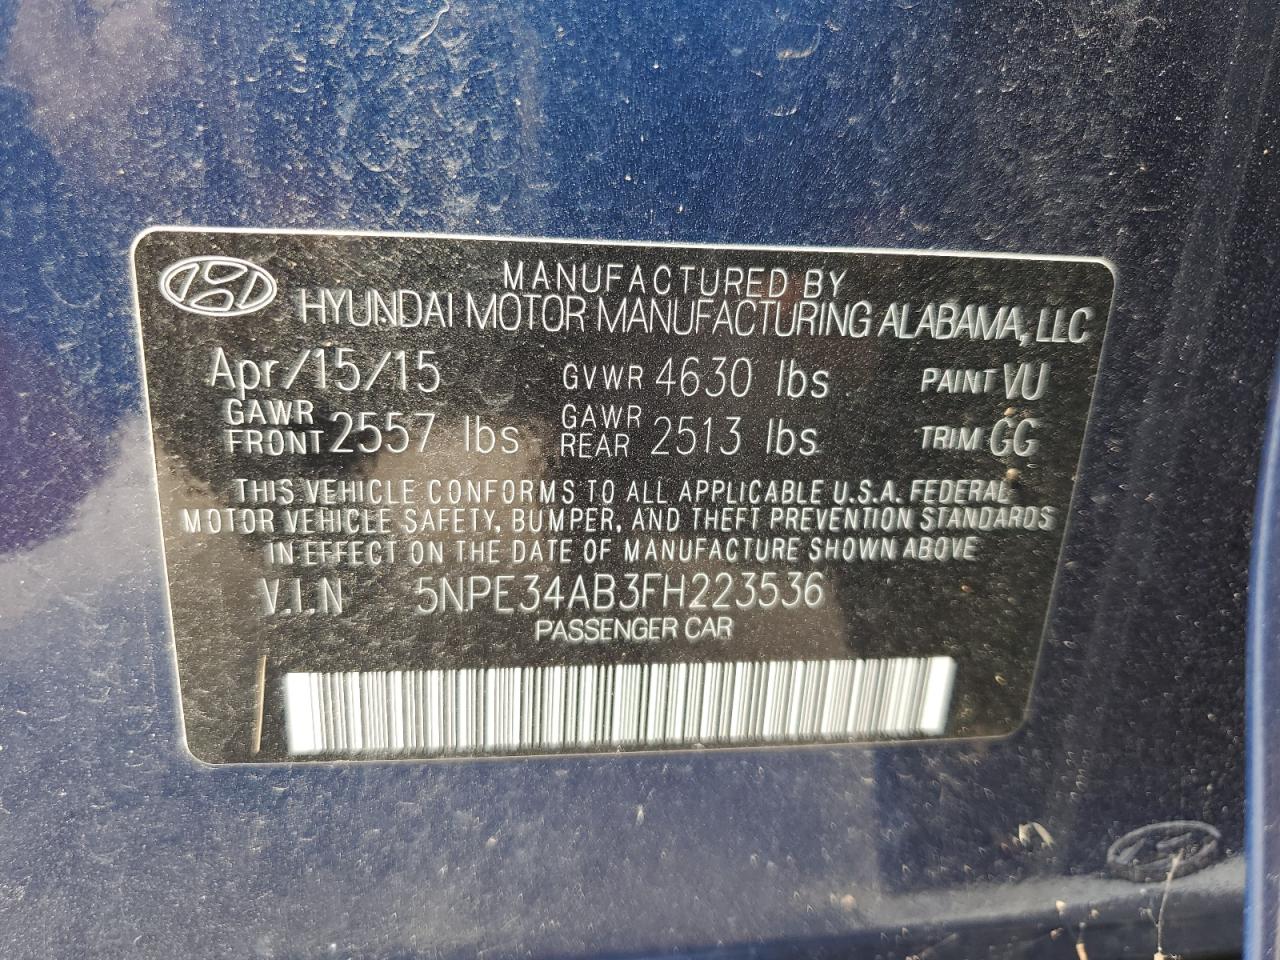 MANUFACTURED BY
HYUNDAI MOTOR MANUFACTURING ALABAMA, LLC
Apr/15/15 GVWR 4630 lbs PAINT VU
GAWR FRONT 2557 lbs GAWR REAR 2513 lbs TRIM GG
THIS VEHICLE CONFORMS TO ALL APPLICABLE U.S.A. FEDERAL
MOTOR VEHICLE SAFETY, BUMPER, AND THEFT PREVENTION STANDARDS
IN EFFECT ON THE DATE OF MANUFACTURE SHOWN ABOVE
V.I.N 5NPE34AB3FH223536
PASSENGER CAR